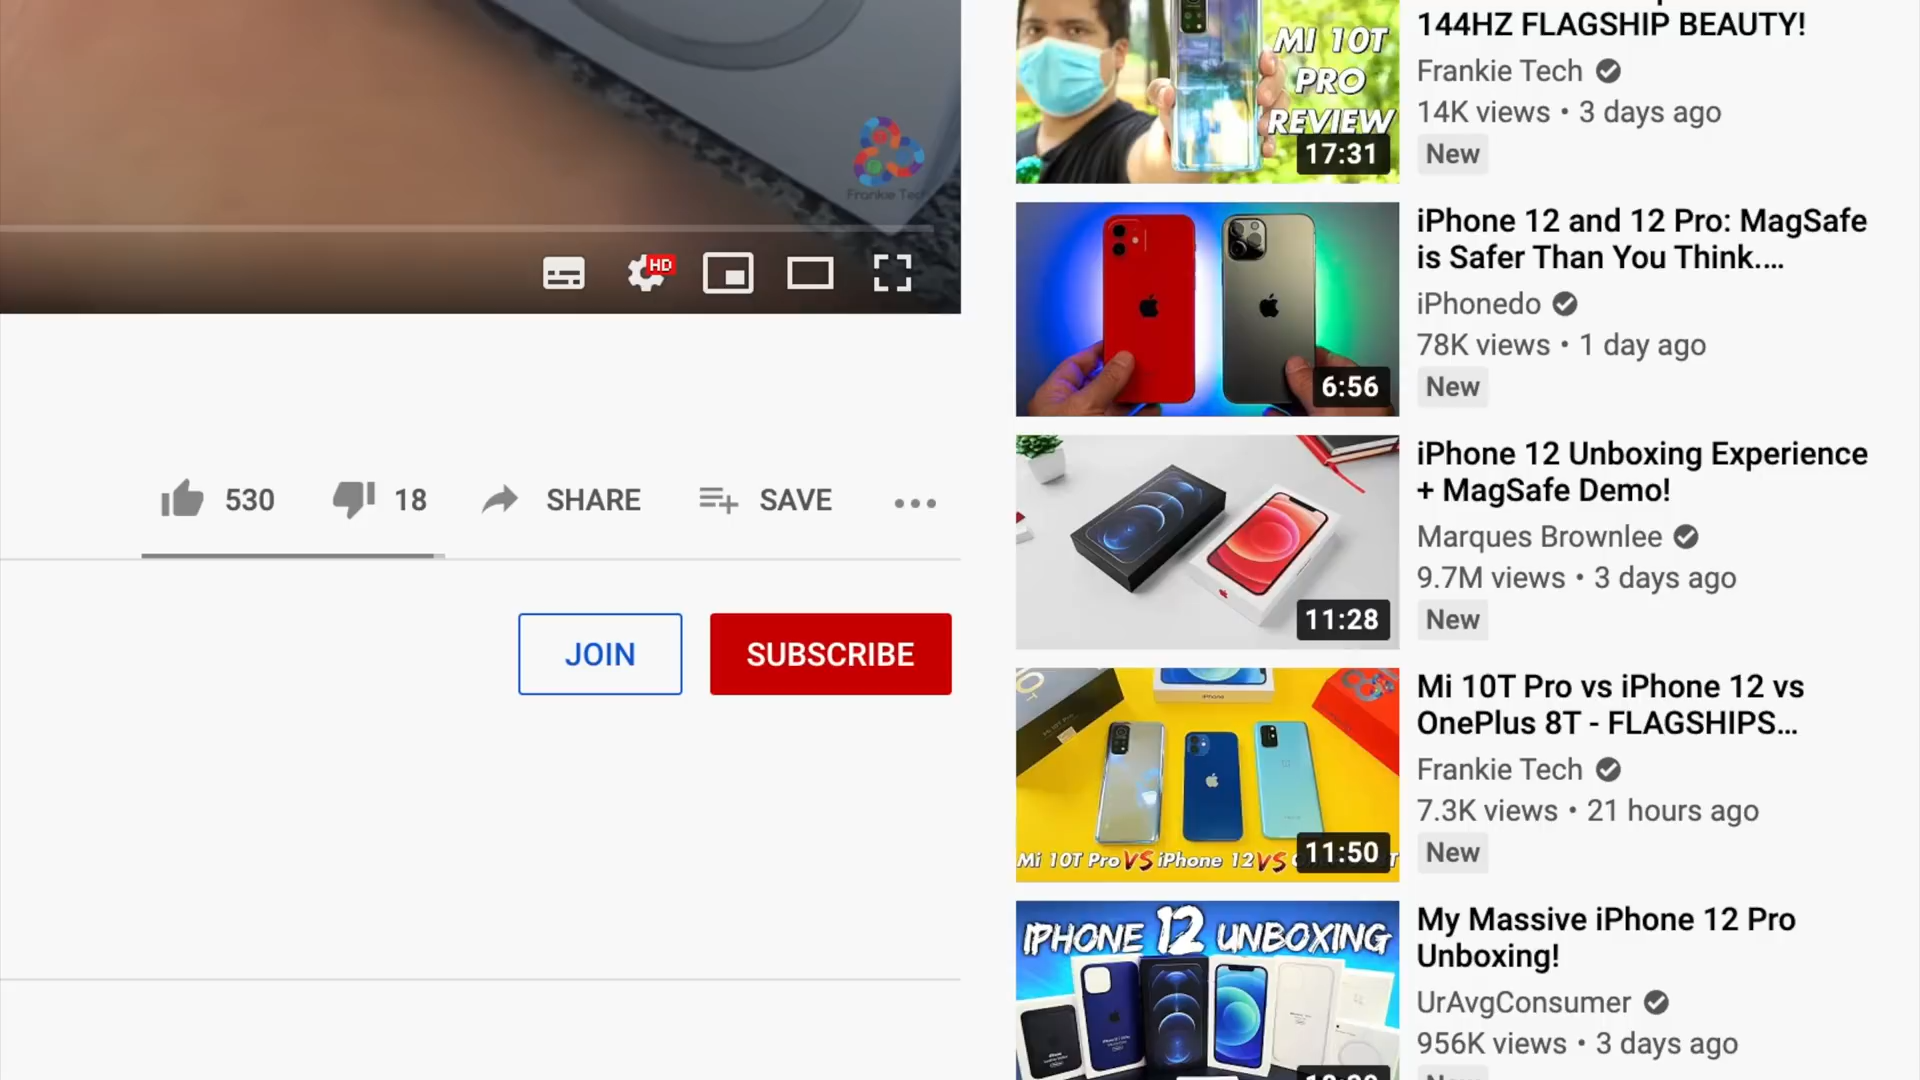 Frankie Tech
HD
530
18
SHARE
SAVE
JOIN
SUBSCRIBE
MI 10T
PRO
REVIEW
17:31
144HZ FLAGSHIP BEAUTY!
Frankie Tech
14K views • 3 days ago
New
6:56
iPhone 12 and 12 Pro: MagSafe
is Safer Than You Think....
iPhonedo
78K views • 1 day ago
New
11:28
iPhone 12 Unboxing Experience
+ MagSafe Demo!
Marques Brownlee
9.7M views • 3 days ago
New
iPhone
Mi 10T Pro VS iPhone 12 VS
11:50
Mi 10T Pro vs iPhone 12 vs
OnePlus 8T - FLAGSHIPS...
Frankie Tech
7.3K views • 21 hours ago
New
IPHONE 12 UNBOXING
My Massive iPhone 12 Pro
Unboxing!
UrAvgConsumer
956K views • 3 days ago